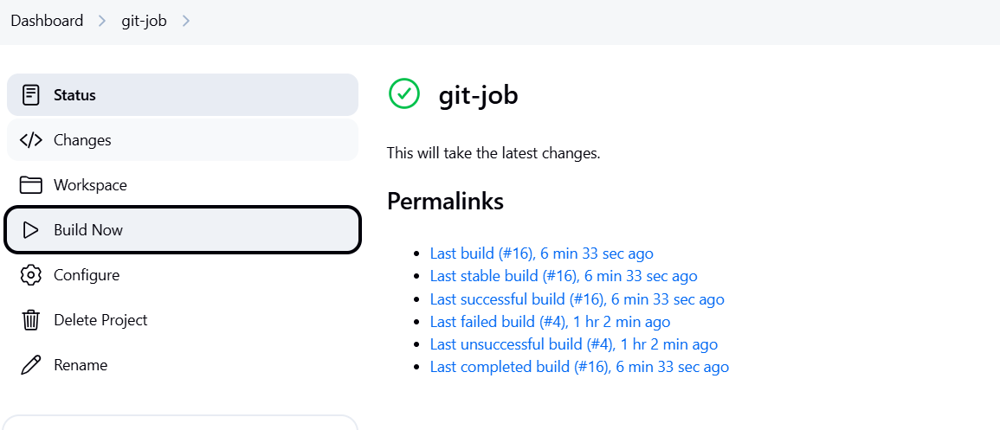 Dashboard
git-job
Status
Changes
Workspace
Build Now
Configure
Delete Project
Rename
git-job
This will take the latest changes.
Permalinks
Last build (#16), 6 min 33 sec ago
Last stable build (#16), 6 min 33 sec ago
Last successful build (#16), 6 min 33 sec ago
Last failed build (#4), 1 hr 2 min ago
Last unsuccessful build (#4), 1 hr 2 min ago
Last completed build (#16), 6 min 33 sec ago